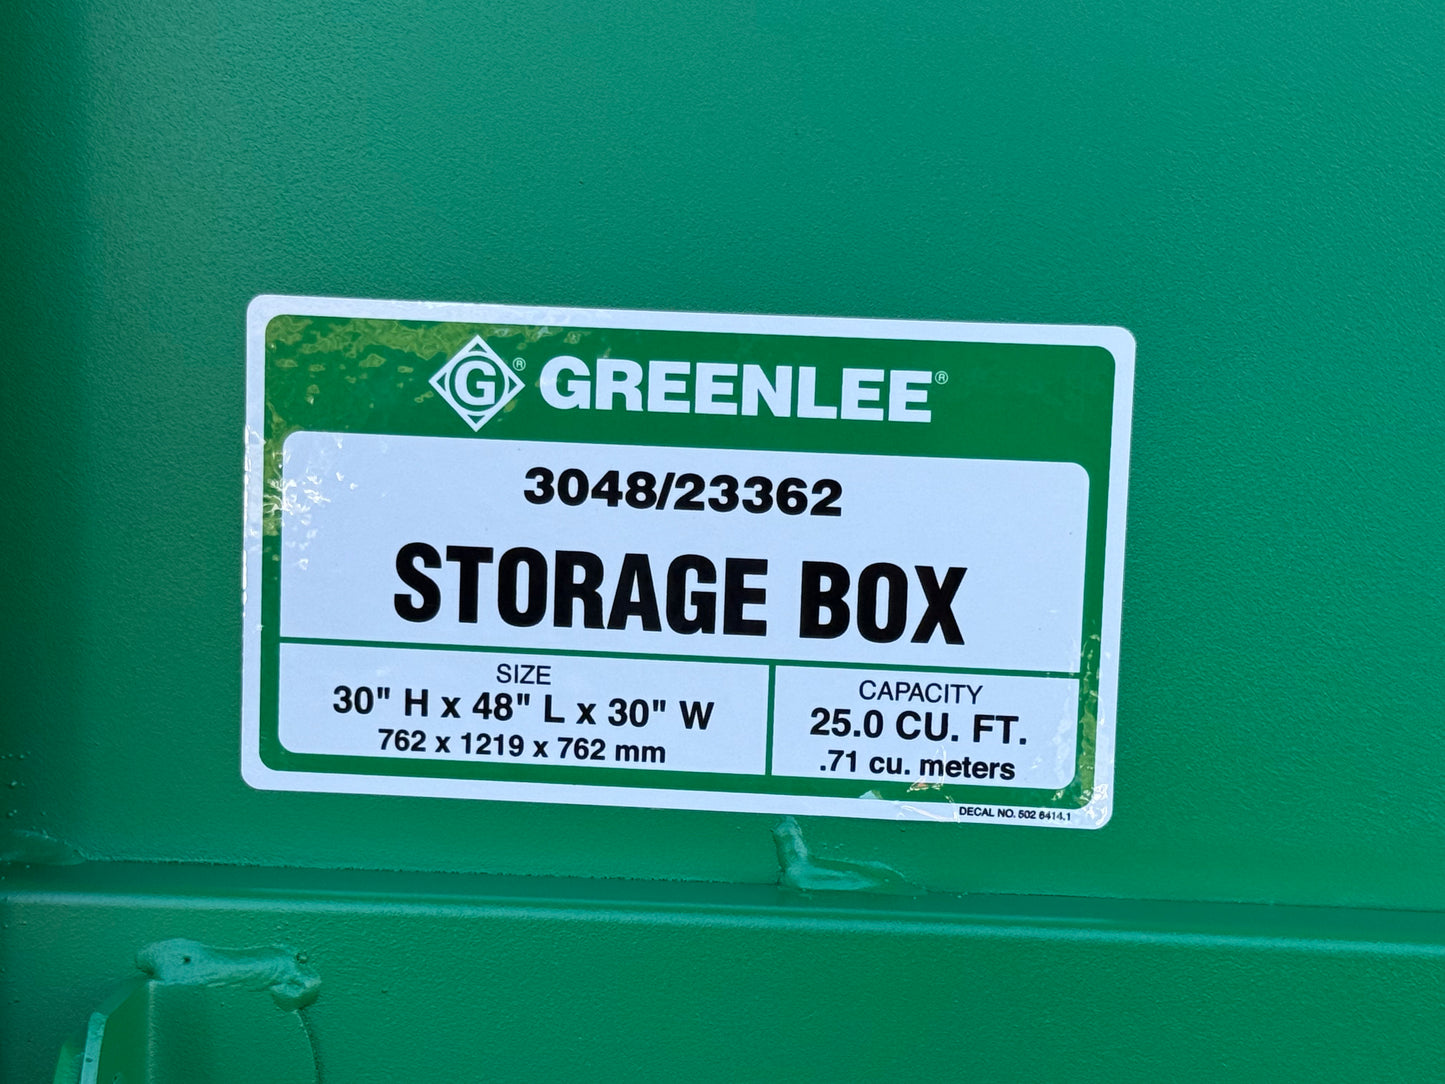 G® GREENLEE®
3048/23362
STORAGE BOX
SIZE
30" H x 48" L x 30" W
762 x 1219 x 762 mm
CAPACITY
25.0 CU. FT.
.71 cu. meters
DECAL NO. 502 6414.1